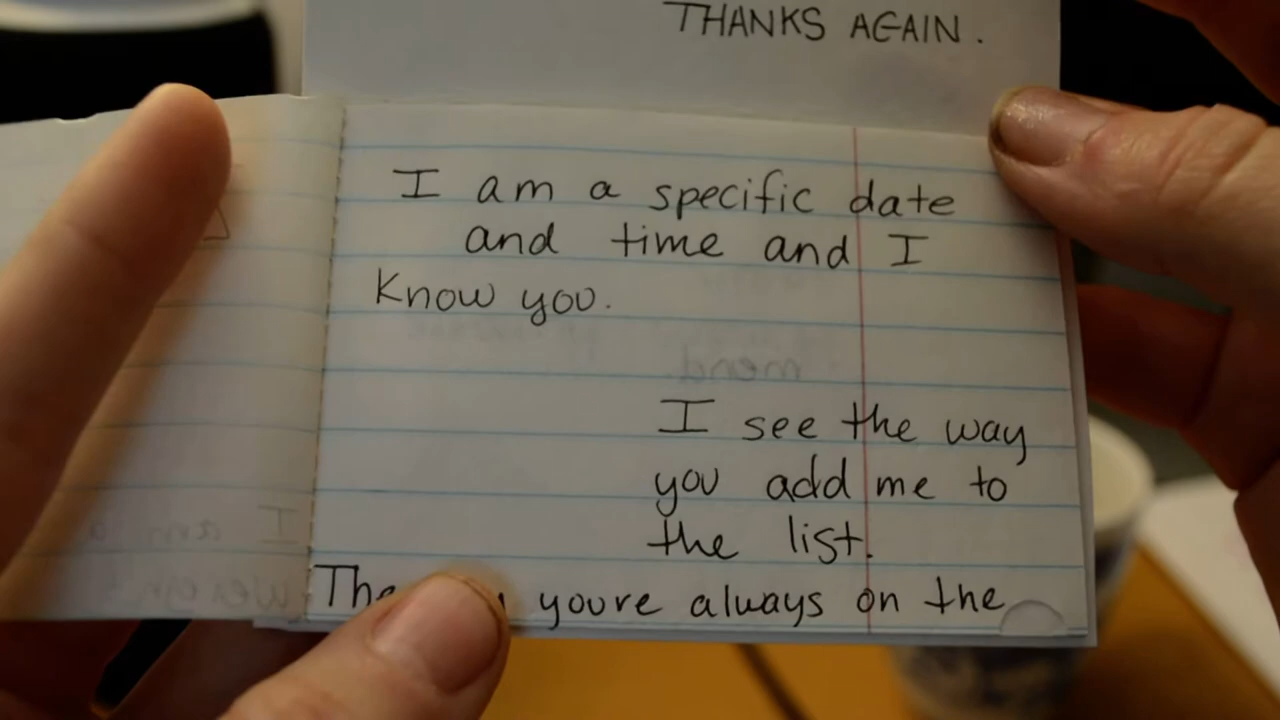 THANKS AGAIN.
I am a specific date
and time and I
Know you.
I see the way
you add me to
the list.
youre always on the